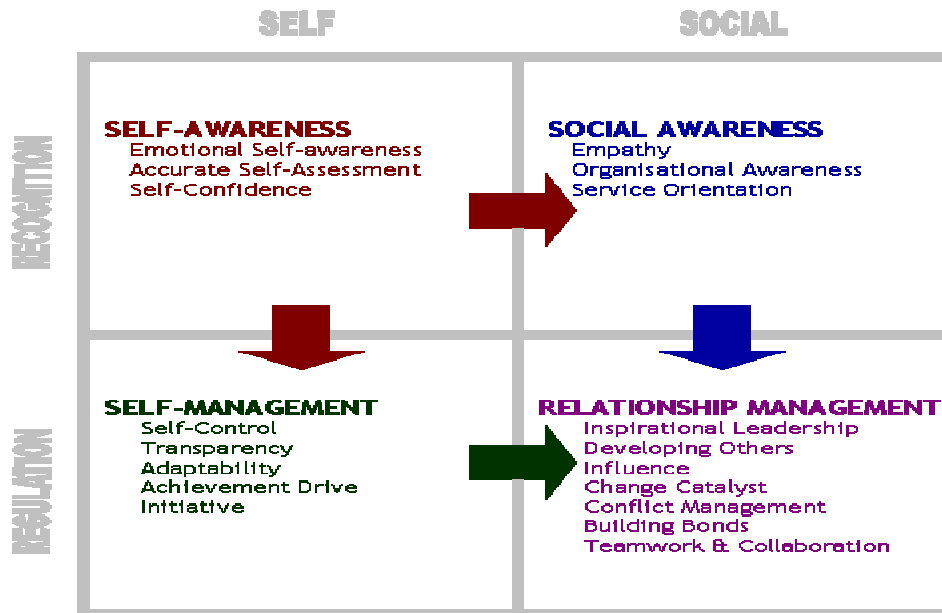 SELF
SOCIAL
RECOGNITION
SELF-AWARENESS
Emotional Self-awareness
Accurate Self-Assessment
Self-Confidence
SOCIAL AWARENESS
Empathy
Organisational Awareness
Service Orientation
REGULATION
SELF-MANAGEMENT
Self-Control
Transparency
Adaptability
Achievement Drive
Initiative
RELATIONSHIP MANAGEMENT
Inspirational Leadership
Developing Others
Influence
Change Catalyst
Conflict Management
Building Bonds
Teamwork & Collaboration